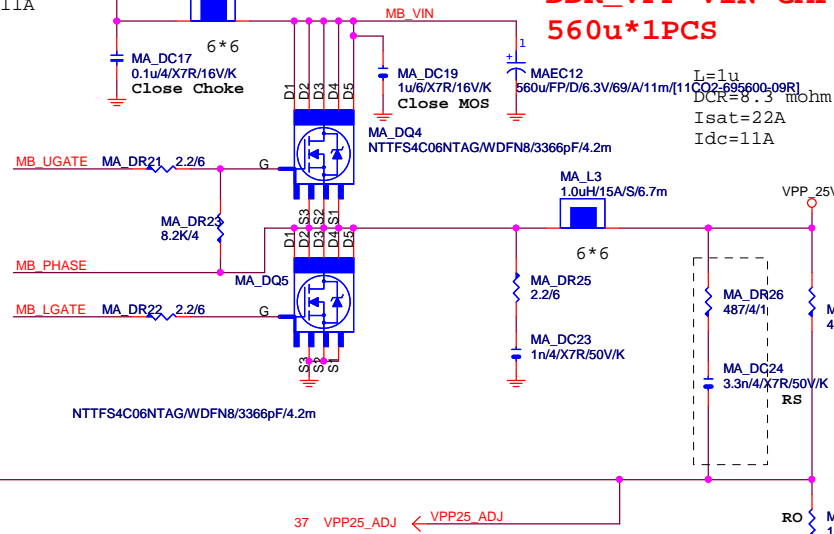 11A
DDR_VPP VIN CAP
560u*1PCS
MB_VIN
6*6
MA_DC17
0.1u/4/X7R/16V/K
Close Choke
MA_DC19
1u/6/X7R/16V/K
Close MOS
1
+
MAEC12
560u/FP/D/6.3V/69/A/11m/[11CO2-695600-09R]
L=1u
DCR=8.3 mohm
Isat=22A
Idc=11A
D1
D2
D3
D4
D5
MA_DQ4
NTTFS4C06NTAG/WDFN8/3366pF/4.2m
MB_UGATE
MA_DR21
2.2/6
G
S3
S2
S1
MA_L3
1.0uH/15A/S/6.7m
6*6
VPP_25V
MA_DR23
8.2K/4
D1
D2
D3
D4
D5
MB_PHASE
MA_DQ5
MB_LGATE
MA_DR22
2.2/6
G
S3
S2
S1
MA_DR25
2.2/6
MA_DC23
1n/4/X7R/50V/K
MA_DR26
487/4/1
M
4
MA_DC24
3.3n/4/X7R/50V/K
RS
NTTFS4C06NTAG/WDFN8/3366pF/4.2m
37 VPP25_ADJ
VPP25_ADJ
RO
M
1